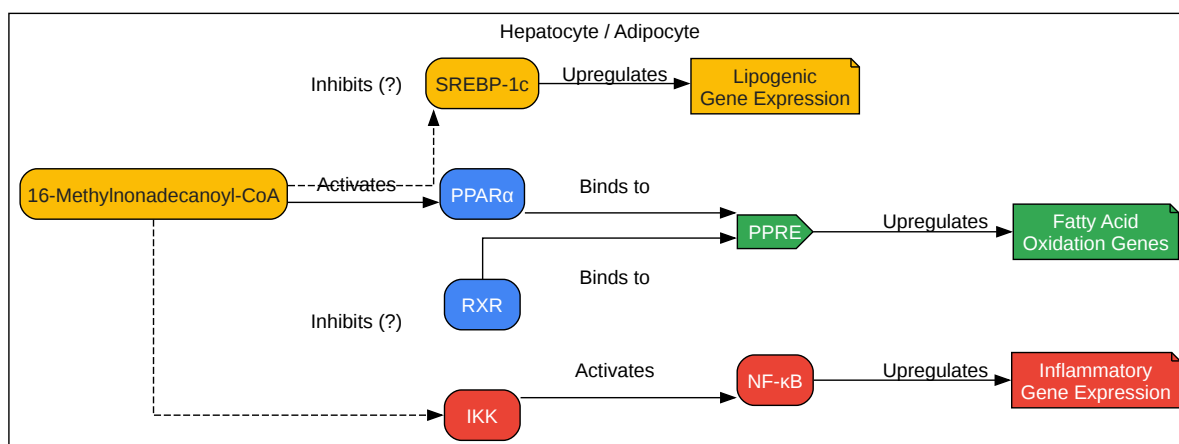 Hepatocyte / Adipocyte
Inhibits (?)
SREBP-1c
Upregulates
Lipogenic
Gene Expression
16-Methylnonadecanoyl-CoA
Activates
PPARα
Binds to
PPRE
Upregulates
Fatty Acid
Oxidation Genes
RXR
Binds to
Inhibits (?)
IKK
Activates
NF-κB
Upregulates
Inflammatory
Gene Expression